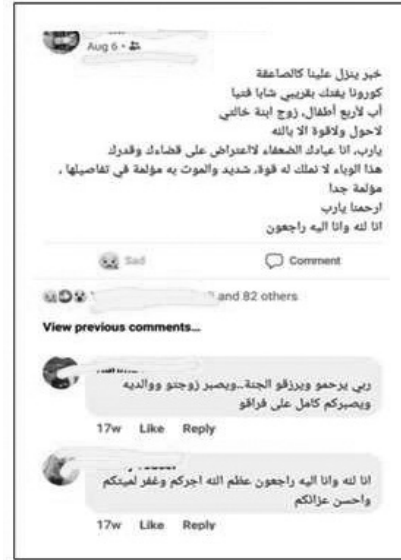 Aug 6 •
خبر ينزل علينا كالصاعقة
كورونا يفتك بقريبي شابا فتيا
أب لأربع أطفال، زوج ابنة خالتي
لاحول ولاقوة الا بالله
يارب، انا عبادك الضعفاء لااعتراض على قضاءك وقدرك
هذا الوباء لا نملك له قوة، شديد والموت به مؤلمة في تفاصيلها ،
مؤلمة جدا
ارحمنا يارب
انا لله وانا اليه راجعون
Sad
Comment
and 82 others
View previous comments...
ربي يرحمو ويرزقو الجنة..ويصبر زوجتو ووالديه
ويصبركم كامل على فراقو
17w Like Reply
انا لله وانا اليه راجعون عظم الله اجركم وغفر لميتكم
واحسن عزائكم
17w Like Reply